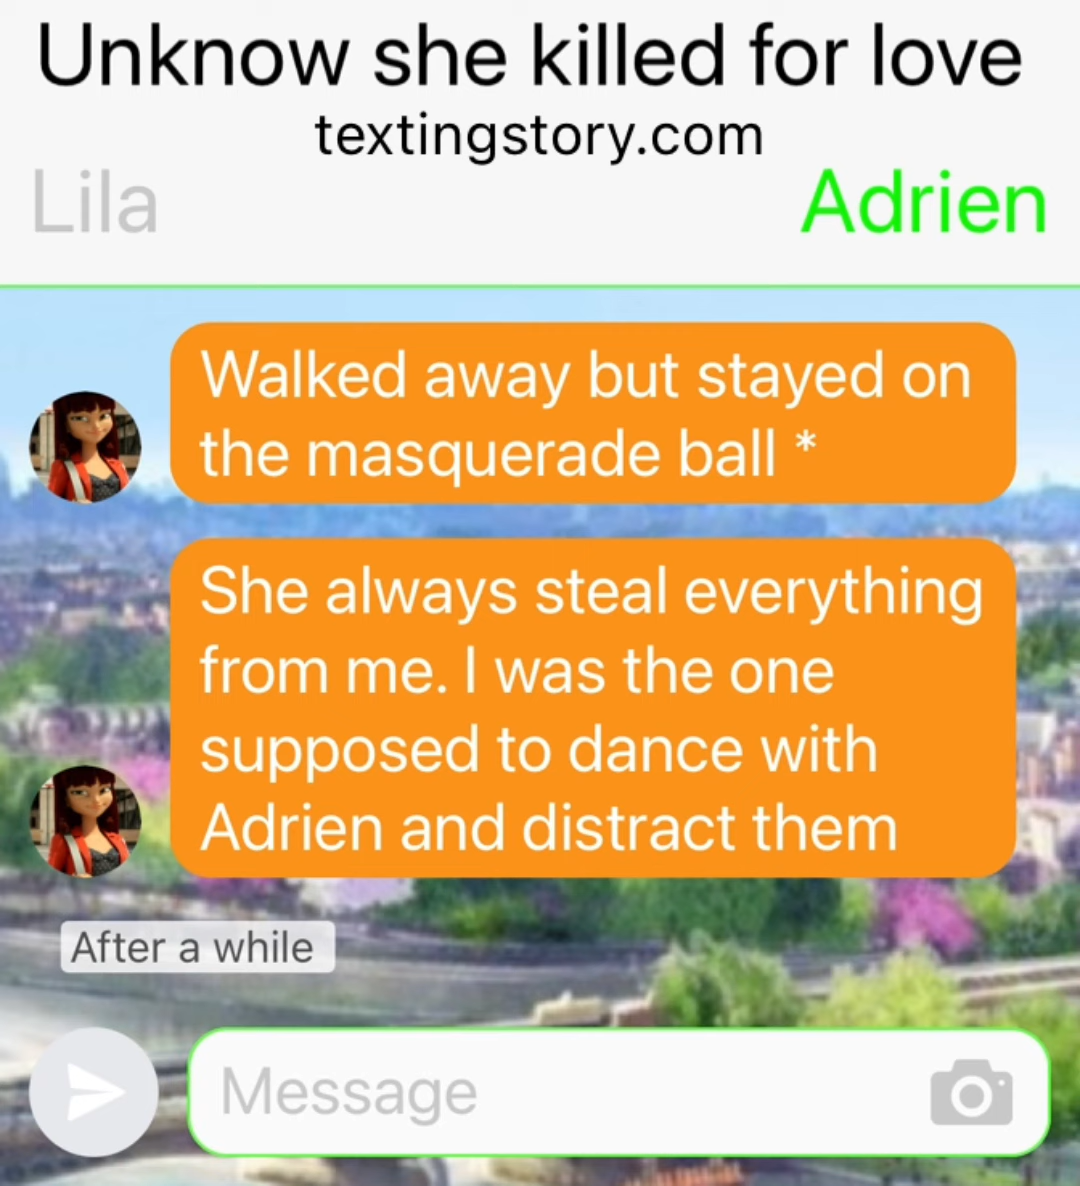 Unknow she killed for love
textingstory.com
Lila
Adrien
Walked away but stayed on
the masquerade ball *
She always steal everything
from me. I was the one
supposed to dance with
Adrien and distract them
After a while
Message